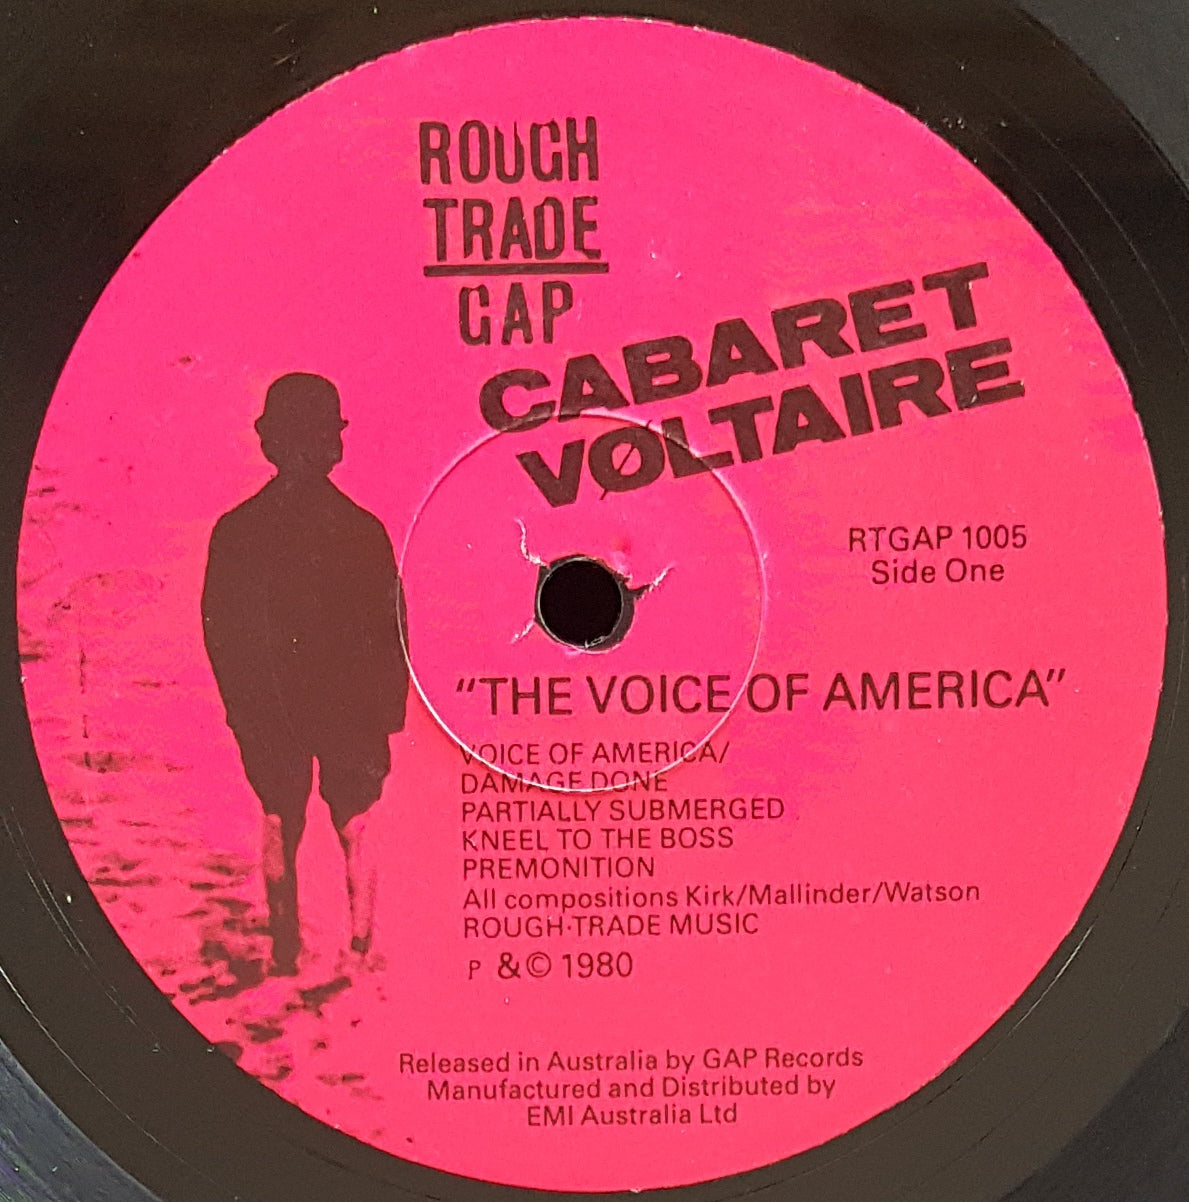 ROUGH
TRADE
GAP
CABARET
VOLTAIRE
RTGAP 1005
Side One
"THE VOICE OF AMERICA"
VOICE OF AMERICA/
DAMAGE DONE
PARTIALLY SUBMERGED
KNEEL TO THE BOSS
PREMONITION
All compositions Kirk/Mallinder/Watson
ROUGH·TRADE MUSIC
P &© 1980
Released in Australia by GAP Records
Manufactured and Distributed by
EMI Australia Ltd